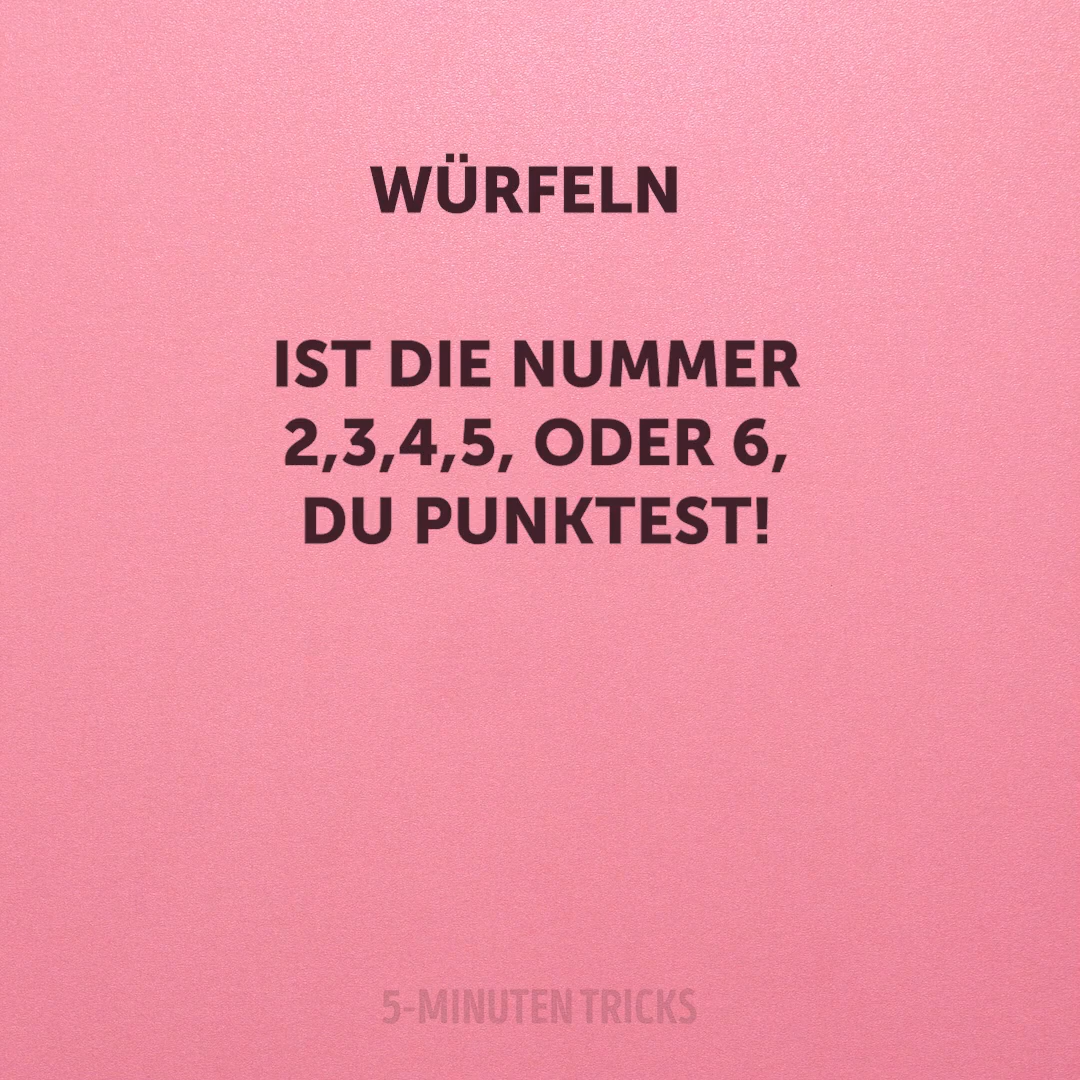 WÜRFELN
IST DIE NUMMER
2,3,4,5, ODER 6,
DU PUNKTEST!
5-MINUTEN TRICKS